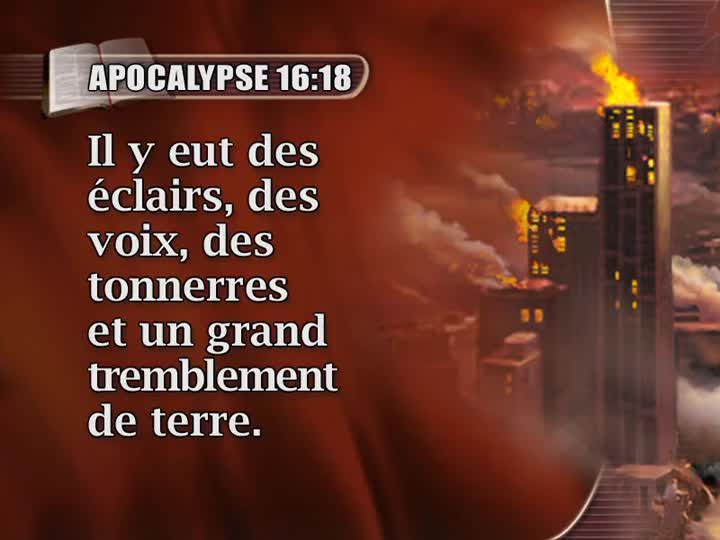 APOCALYPSE 16:18
Il y eut des
éclairs, des
voix, des
tonnerres
et un grand
tremblement
de terre.